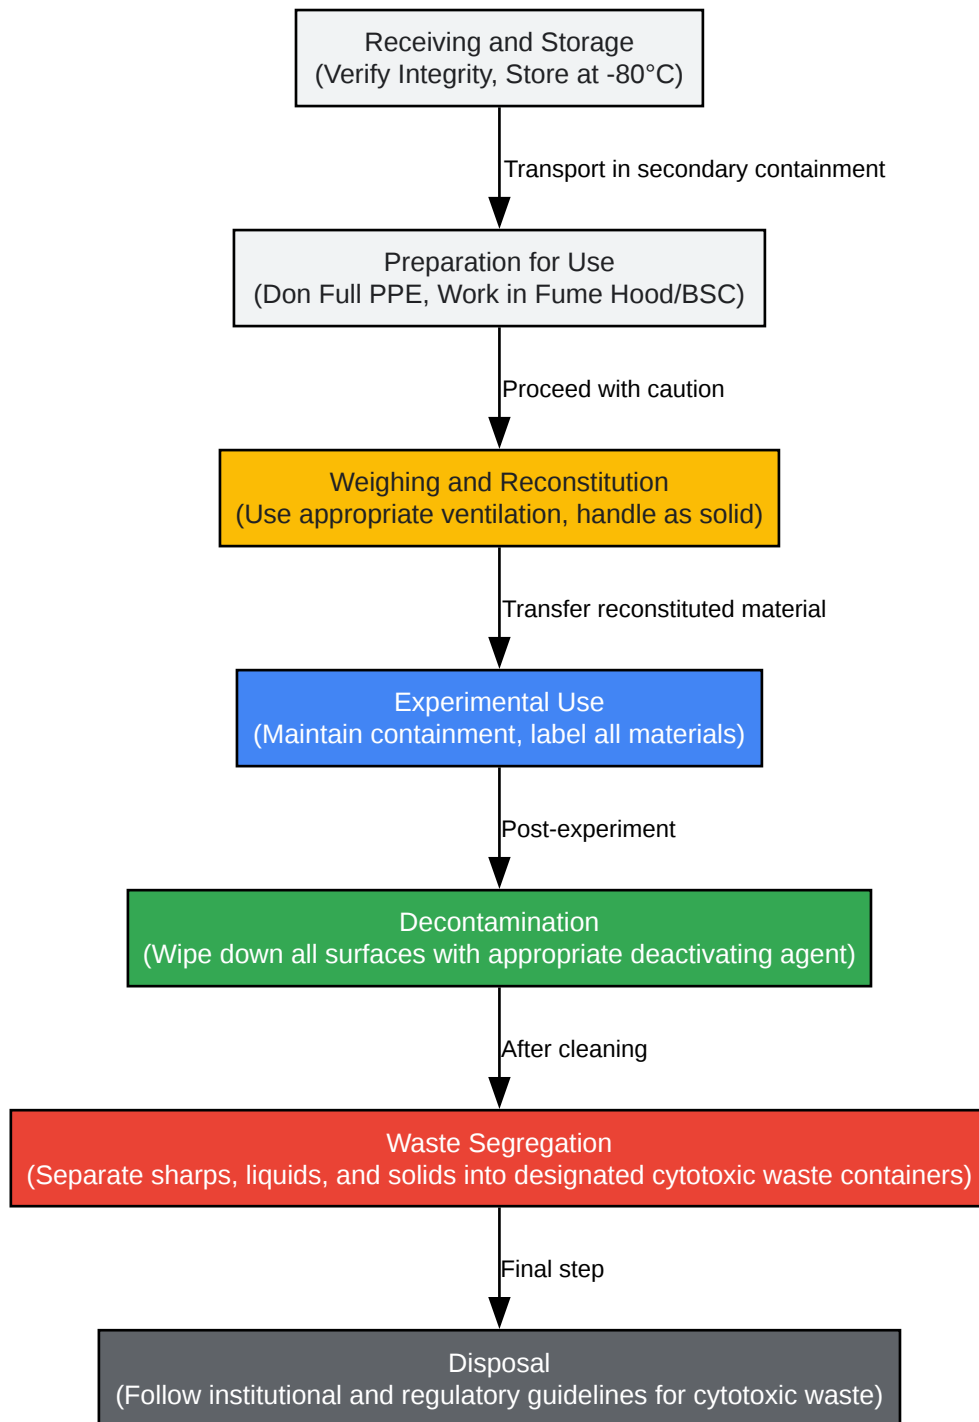 Receiving and Storage
(Verify Integrity, Store at -80°C)
Transport in secondary containment
Preparation for Use
(Don Full PPE, Work in Fume Hood/BSC)
Proceed with caution
Weighing and Reconstitution
(Use appropriate ventilation, handle as solid)
Transfer reconstituted material
Experimental Use
(Maintain containment, label all materials)
Post-experiment
Decontamination
(Wipe down all surfaces with appropriate deactivating agent)
After cleaning
Waste Segregation
(Separate sharps, liquids, and solids into designated cytotoxic waste containers)
Final step
Disposal
(Follow institutional and regulatory guidelines for cytotoxic waste)